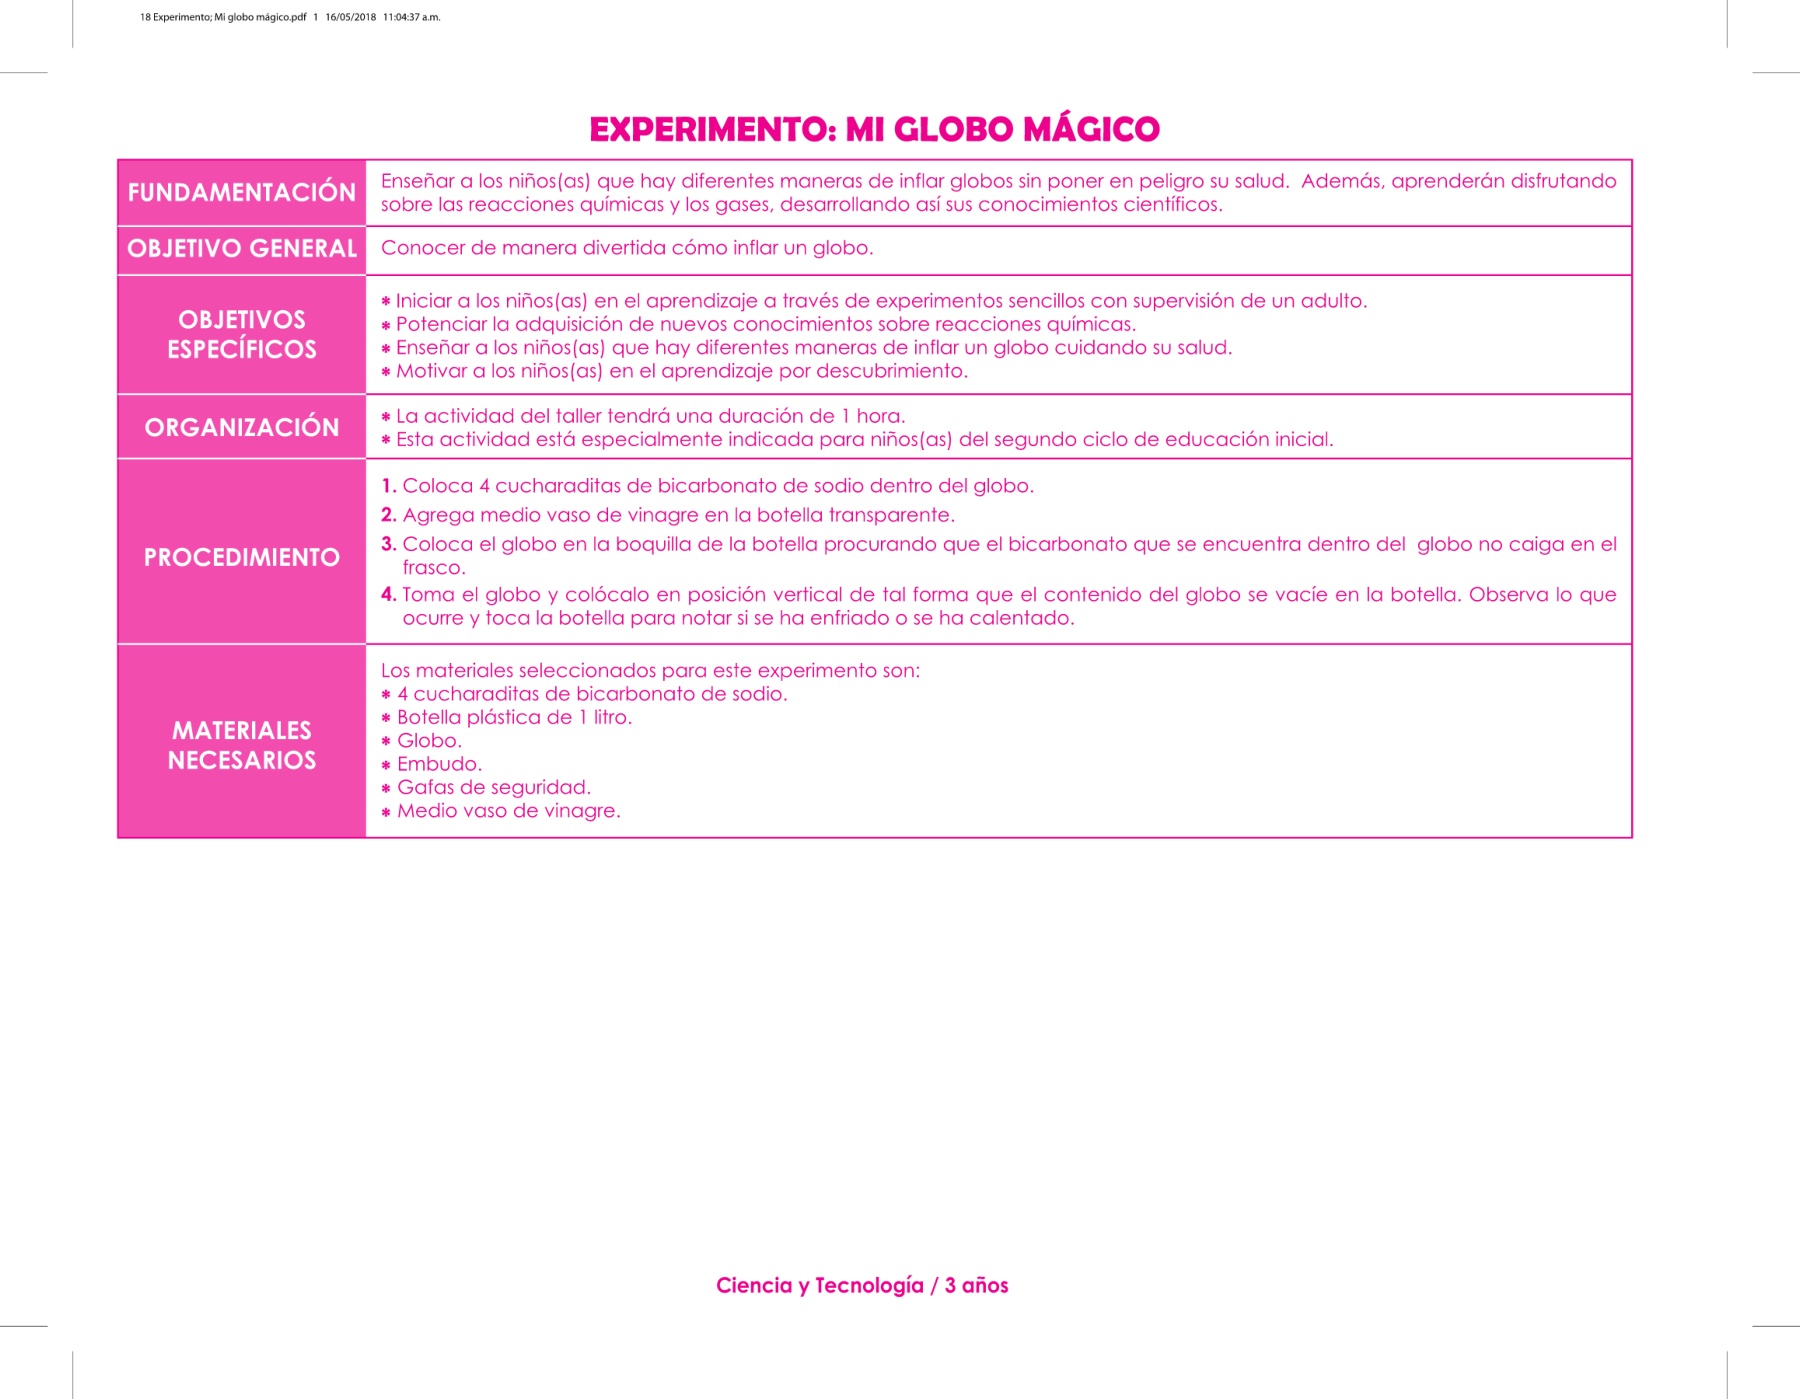 18 Experimento; Mi globo mágico.pdf 1 16/05/2018 11:04:37 a.m.
EXPERIMENTO: MI GLOBO MÁGICO
FUNDAMENTACIÓN
Enseñar a los niños(as) que hay diferentes maneras de inflar globos sin poner en peligro su salud. Además, aprenderán disfrutando
sobre las reacciones químicas y los gases, desarrollando así sus conocimientos científicos.
OBJETIVO GENERAL
Conocer de manera divertida cómo inflar un globo.
OBJETIVOS
ESPECÍFICOS
* Iniciar a los niños(as) en el aprendizaje a través de experimentos sencillos con supervisión de un adulto.
* Potenciar la adquisición de nuevos conocimientos sobre reacciones químicas.
* Enseñar a los niños(as) que hay diferentes maneras de inflar un globo cuidando su salud.
* Motivar a los niños(as) en el aprendizaje por descubrimiento.
ORGANIZACIÓN
* La actividad del taller tendrá una duración de 1 hora.
* Esta actividad está especialmente indicada para niños(as) del segundo ciclo de educación inicial.
PROCEDIMIENTO
1. Coloca 4 cucharaditas de bicarbonato de sodio dentro del globo.
2. Agrega medio vaso de vinagre en la botella transparente.
3. Coloca el globo en la boquilla de la botella procurando que el bicarbonato que se encuentra dentro del globo no caiga en el
frasco.
4. Toma el globo y colócalo en posición vertical de tal forma que el contenido del globo se vacíe en la botella. Observa lo que
ocurre y toca la botella para notar si se ha enfriado o se ha calentado.
MATERIALES
NECESARIOS
Los materiales seleccionados para este experimento son:
* 4 cucharaditas de bicarbonato de sodio.
* Botella plástica de 1 litro.
* Globo.
* Embudo.
* Gafas de seguridad.
* Medio vaso de vinagre.
Ciencia y Tecnología / 3 años